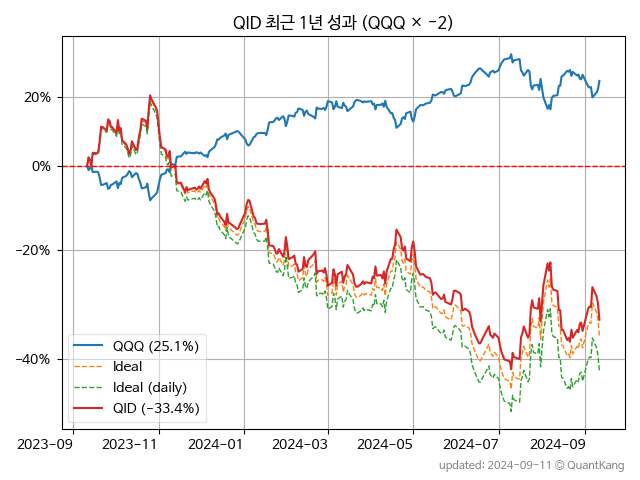 QID 최근 1년 성과 (QQQ × −2)
20%
0%
−20%
−40%
QQQ (25.1%)
Ideal
Ideal (daily)
QID (−33.4%)
2023-09 2023-11 2024-01 2024-03 2024-05 2024-07 2024-09
updated: 2024-09-11 © QuantKang